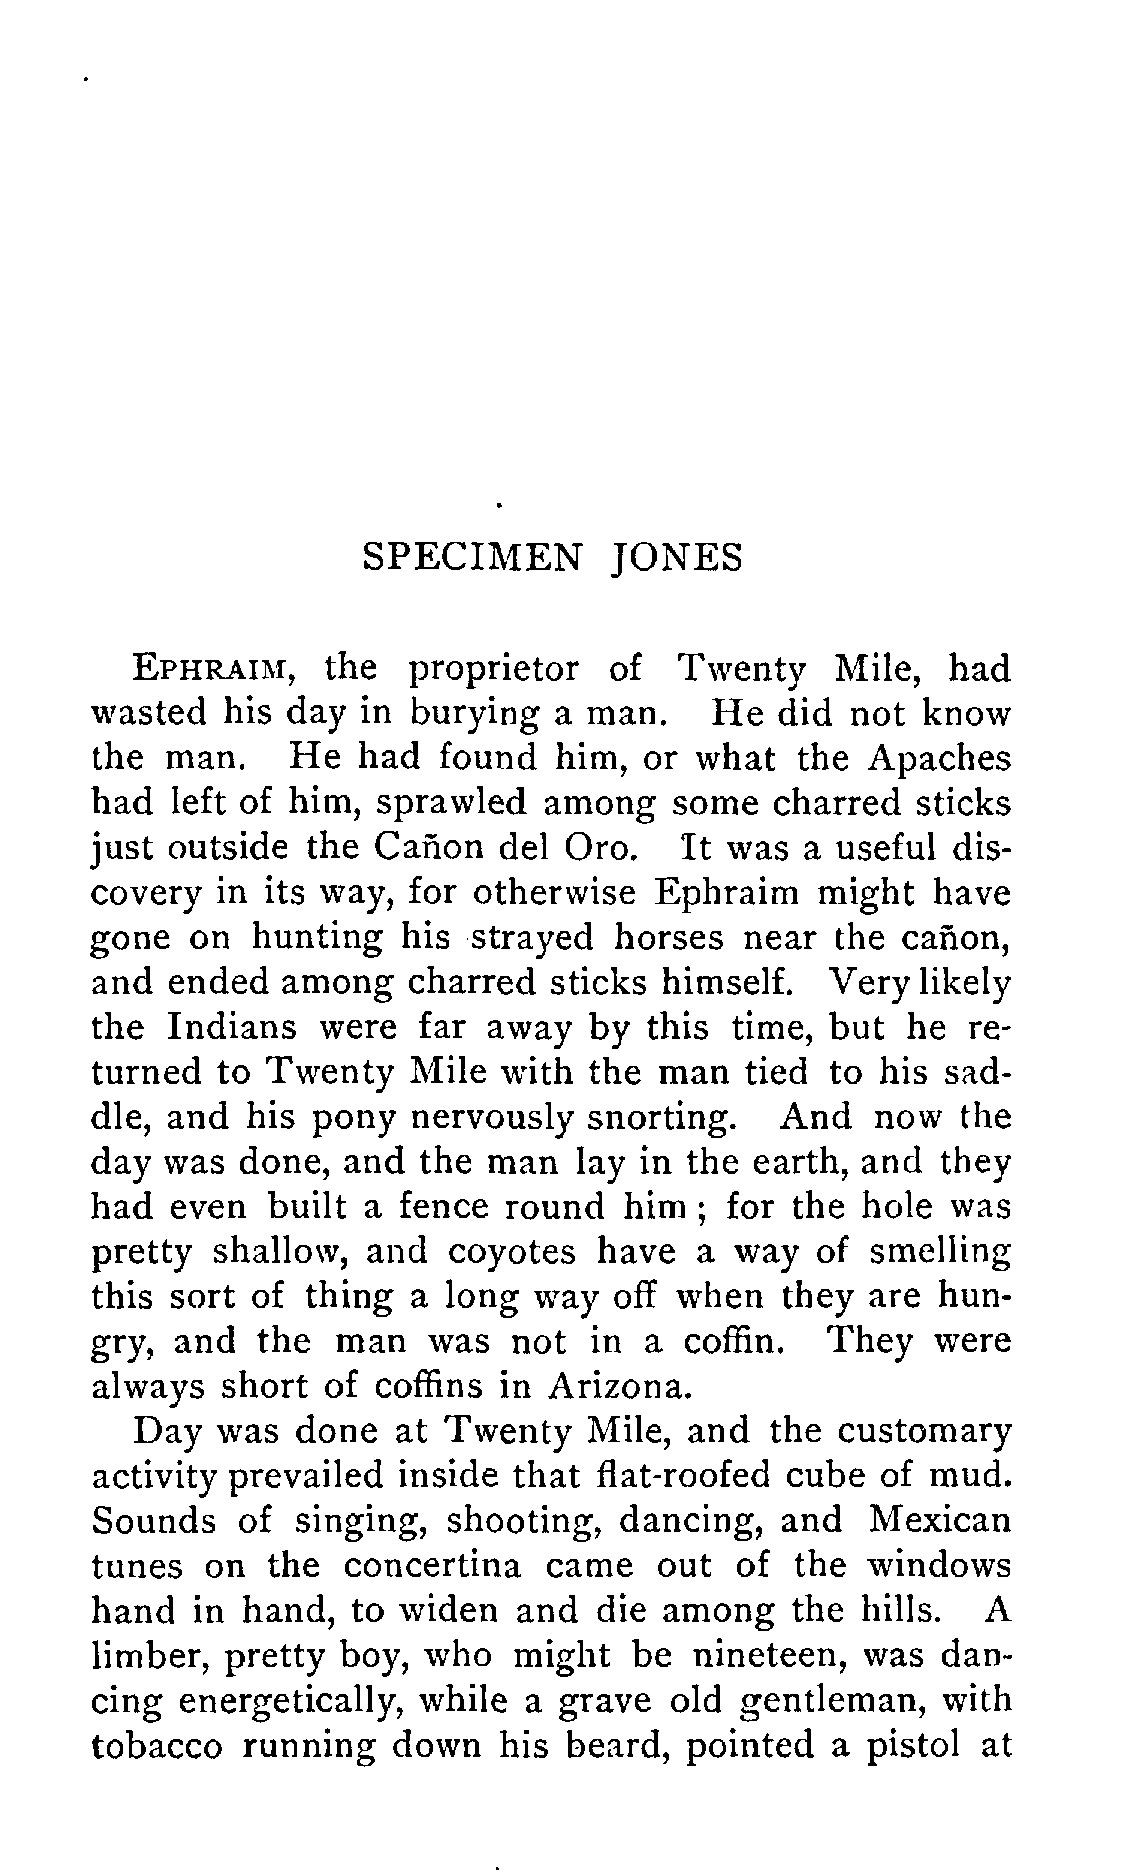 SPECIMEN JONES
EPHRAIM, the proprietor of Twenty Mile, had
wasted his day in burying a man. He did not know
the man. He had found him, or what the Apaches
had left of him, sprawled among some charred sticks
just outside the Cañon del Oro. It was a useful dis-
covery in its way, for otherwise Ephraim might have
gone on hunting his strayed horses near the cañon,
and ended among charred sticks himself. Very likely
the Indians were far away by this time, but he re-
turned to Twenty Mile with the man tied to his sad-
dle, and his pony nervously snorting. And now the
day was done, and the man lay in the earth, and they
had even built a fence round him ; for the hole was
pretty shallow, and coyotes have a way of smelling
this sort of thing a long way off when they are hun-
gry, and the man was not in a coffin. They were
always short of coffins in Arizona.
Day was done at Twenty Mile, and the customary
activity prevailed inside that flat-roofed cube of mud.
Sounds of singing, shooting, dancing, and Mexican
tunes on the concertina came out of the windows
hand in hand, to widen and die among the hills. A
limber, pretty boy, who might be nineteen, was dan-
cing energetically, while a grave old gentleman, with
tobacco running down his beard, pointed a pistol at